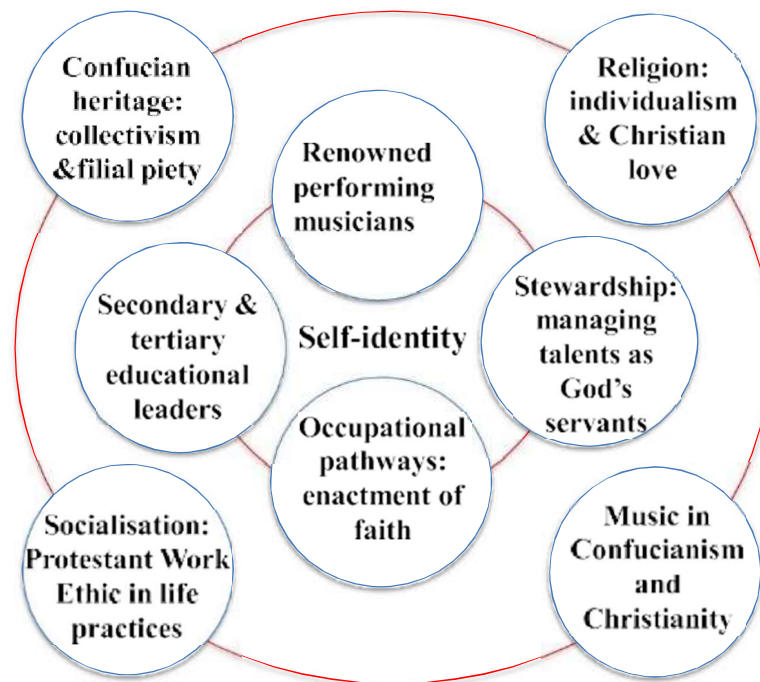 Confucian
heritage:
collectivism
&filial piety
Religion:
individualism
& Christian
love
Renowned
performing
musicians
Secondary &
tertiary
educational
leaders
Self-identity
Stewardship:
managing
talents as
God's
servants
Occupational
pathways:
enactment of
faith
Socialisation:
Protestant Work
Ethic in life
practices
Music in
Confucianism
and
Christianity